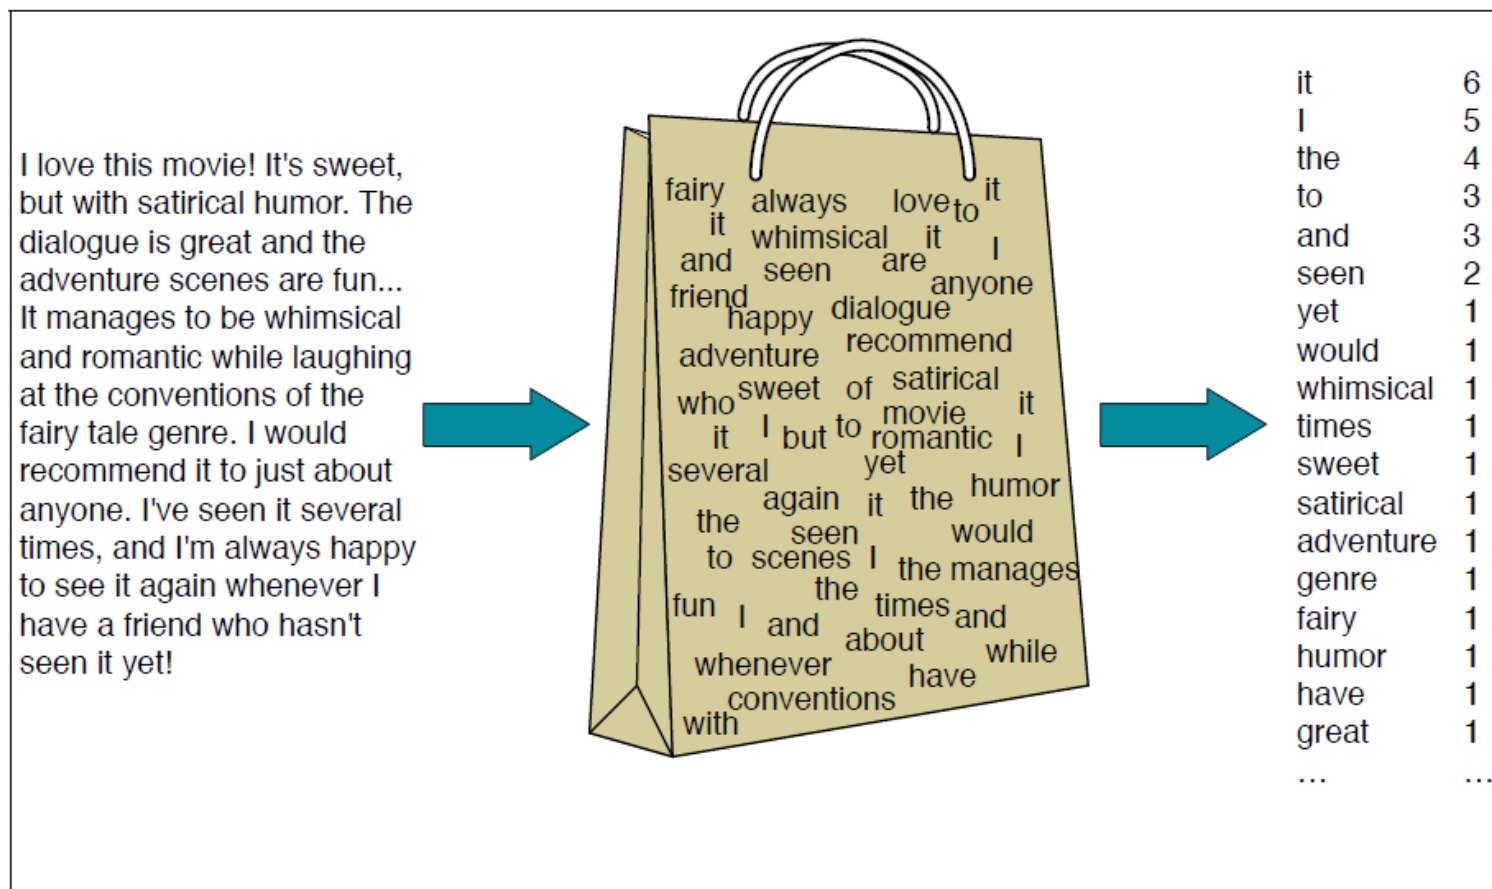 I love this movie! It's sweet,
but with satirical humor. The
dialogue is great and the
adventure scenes are fun...
It manages to be whimsical
and romantic while laughing
at the conventions of the
fairy tale genre. I would
recommend it to just about
anyone. I've seen it several
times, and I'm always happy
to see it again whenever I
have a friend who hasn't
seen it yet!
fairy always love to it
it whimsical it I
and seen are anyone
friend happy dialogue
adventure recommend
who sweet of satirical it
it I but to movie romantic I
several yet
again it the humor
the seen would
to scenes I the manages
the
fun I and times and
about while
whenever have
conventions
with
it 6
I 5
the 4
to 3
and 3
seen 2
yet 1
would 1
whimsical 1
times 1
sweet 1
satirical 1
adventure 1
genre 1
fairy 1
humor 1
have 1
great 1
... ...